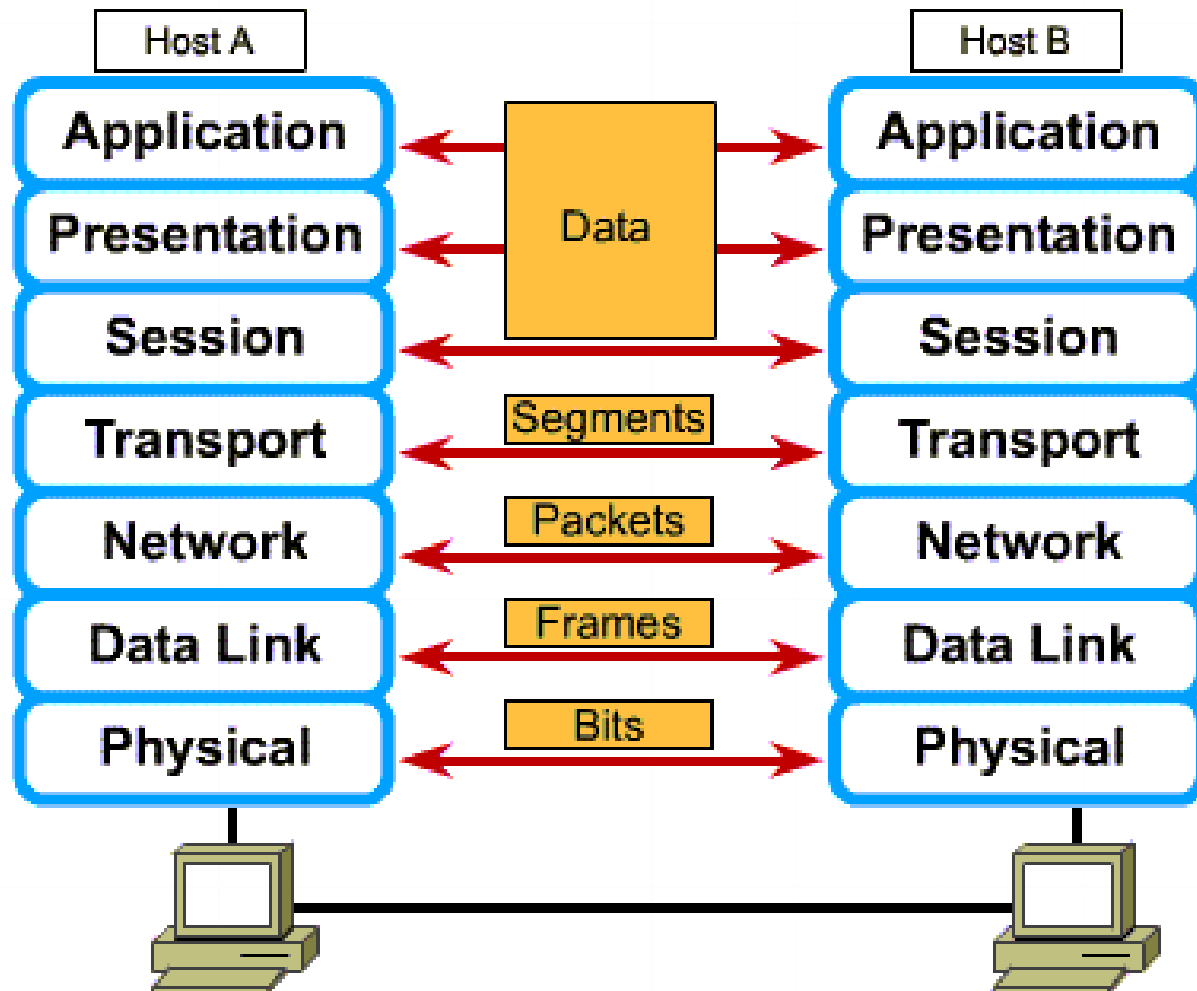 Host A
Host B
Application
Application
Presentation
Data
Presentation
Session
Session
Transport
Segments
Transport
Network
Packets
Network
Data Link
Frames
Data Link
Physical
Bits
Physical